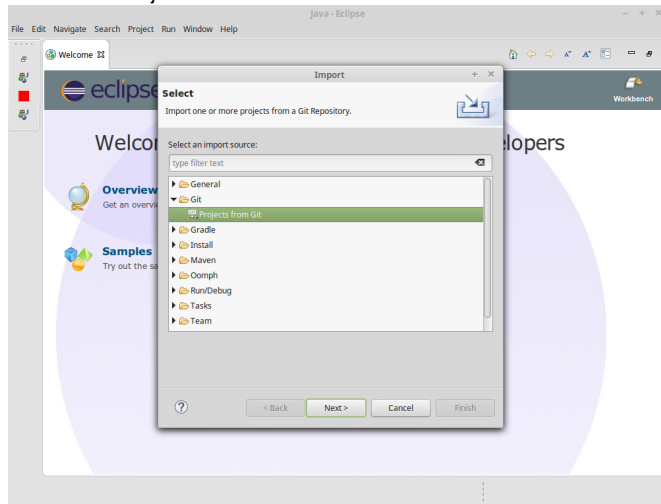 Java - Eclipse
File Edit Navigate Search Project Run Window Help
Welcome
eclipse
Workbench
Import
Select
Import one or more projects from a Git Repository.
Select an import source:
type filter text
General
Git
Projects from Git
Gradle
Install
Maven
Oomph
Run/Debug
Tasks
Team
Welco
lopers
Overview
Get an overvi
Samples
Try out the sa
< Back Next > Cancel Finish